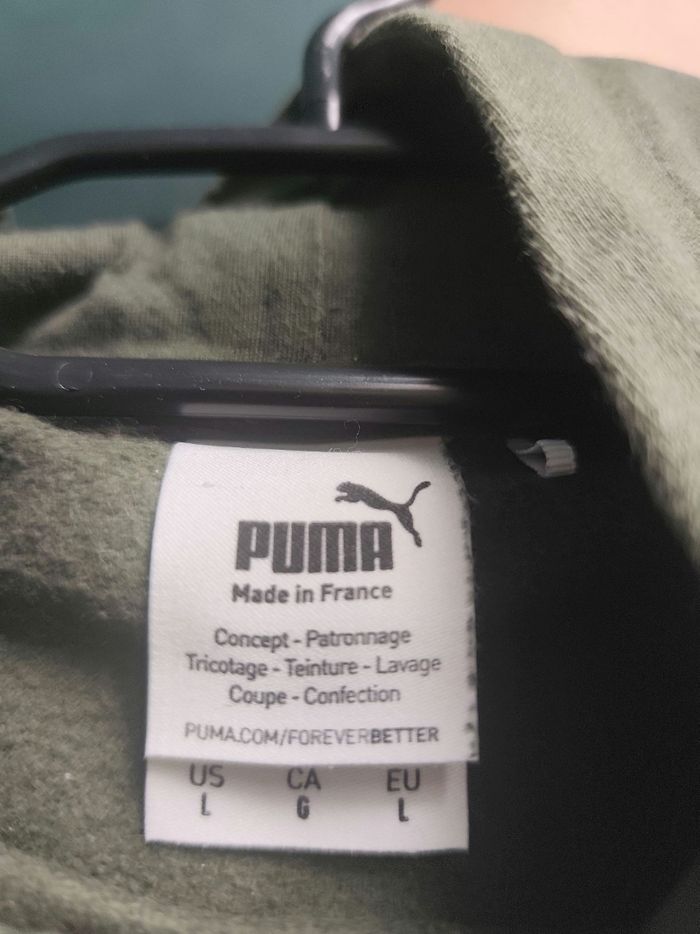 PUMA
Made in France
Concept - Patronnage
Tricotage - Teinture - Lavage
Coupe - Confection
PUMA.COM/FOREVERBETTER
US CA EU
L G L